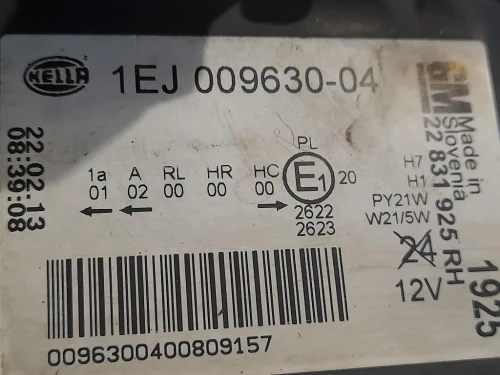 HELLA
1EJ 009630-04
GM
Made in
Slovenia
22 831 925 RH
1925
22.02.13
08:39:08
PL
1a A RL HR HC E1 20
01 02 00 00 00
2622
2623
H7
H1
PY21W
W21/5W
24
12V
0096300400809157